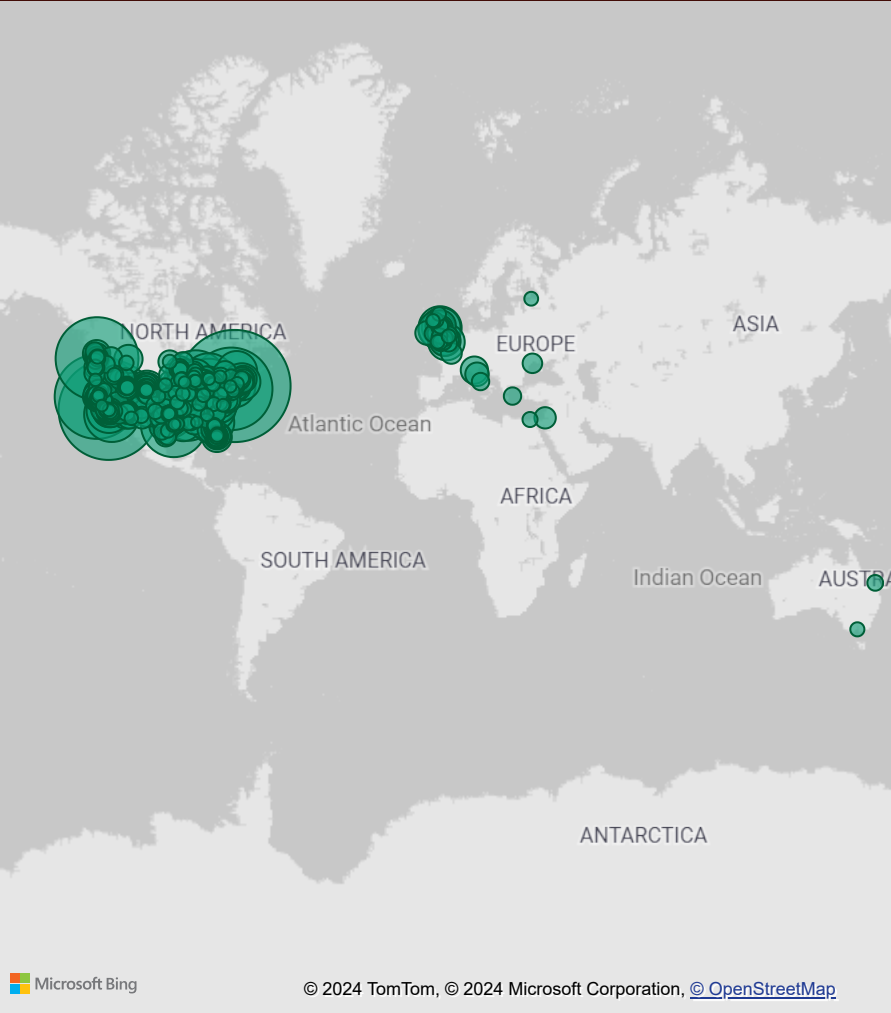 NORTH AMERICA
ASIA
EUROPE
Atlantic Ocean
AFRICA
SOUTH AMERICA
Indian Ocean
AUSTRA
ANTARCTICA
Microsoft Bing
© 2024 TomTom, © 2024 Microsoft Corporation, © OpenStreetMap